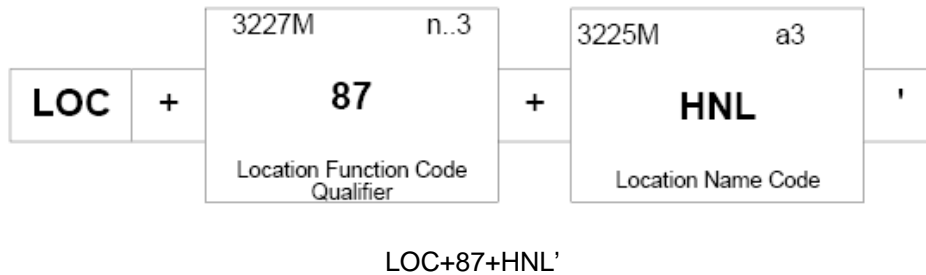 3227M n..3
3225M a3
LOC + 87 + HNL '
Location Function Code
Qualifier
Location Name Code
LOC+87+HNL’